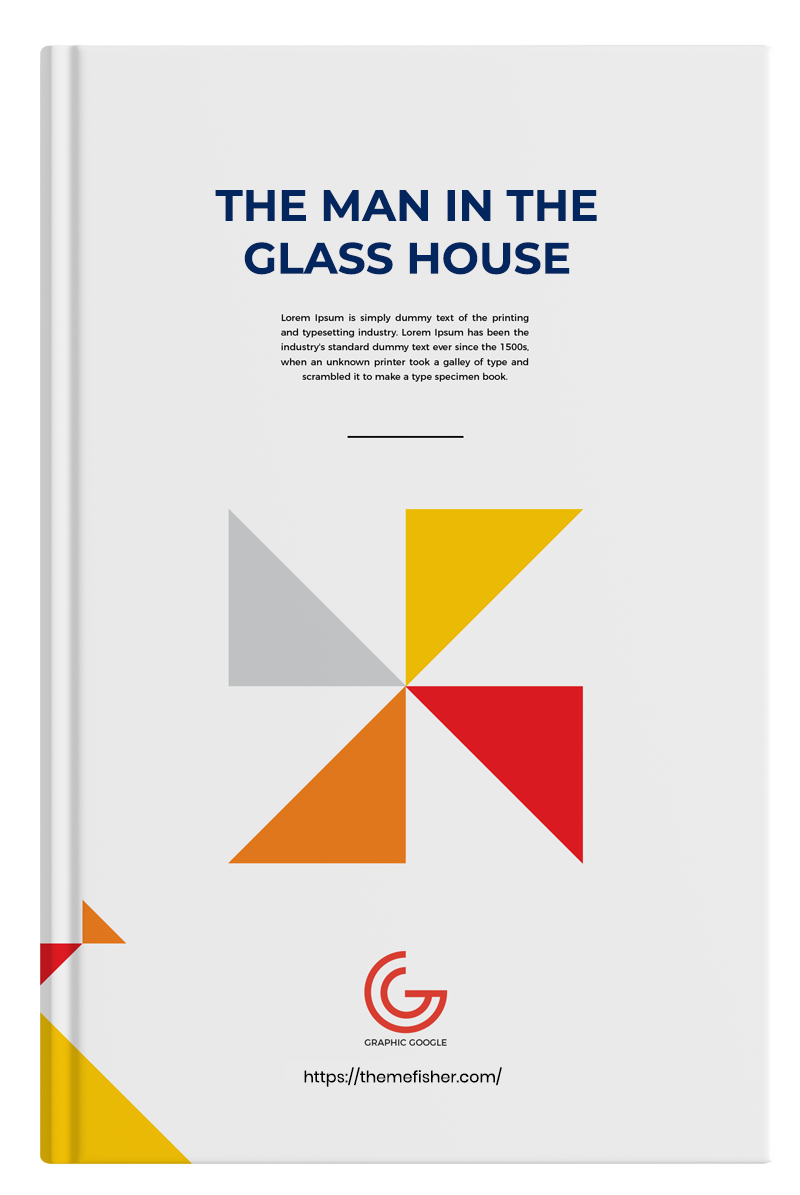 THE MAN IN THE
GLASS HOUSE
Lorem Ipsum is simply dummy text of the printing
and typesetting industry. Lorem Ipsum has been the
industry's standard dummy text ever since the 1500s,
when an unknown printer took a galley of type and
scrambled it to make a type specimen book.
GRAPHIC GOOGLE
https://themefisher.com/